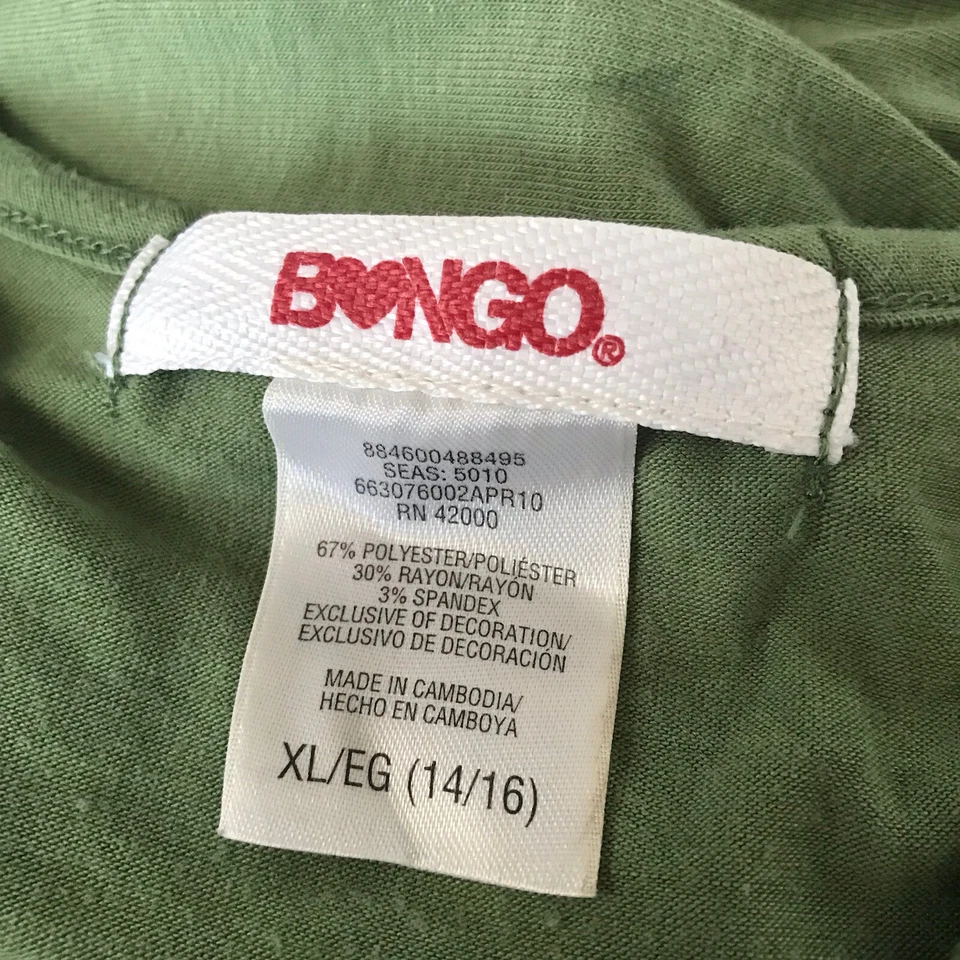 BONGO®
884600488495
SEAS: 5010
663076002APR10
RN 42000
67% POLYESTER/POLIÉSTER
30% RAYON/RAYÓN
3% SPANDEX
EXCLUSIVE OF DECORATION/
EXCLUSIVO DE DECORACIÓN
MADE IN CAMBODIA/
HECHO EN CAMBOYA
XL/EG (14/16)